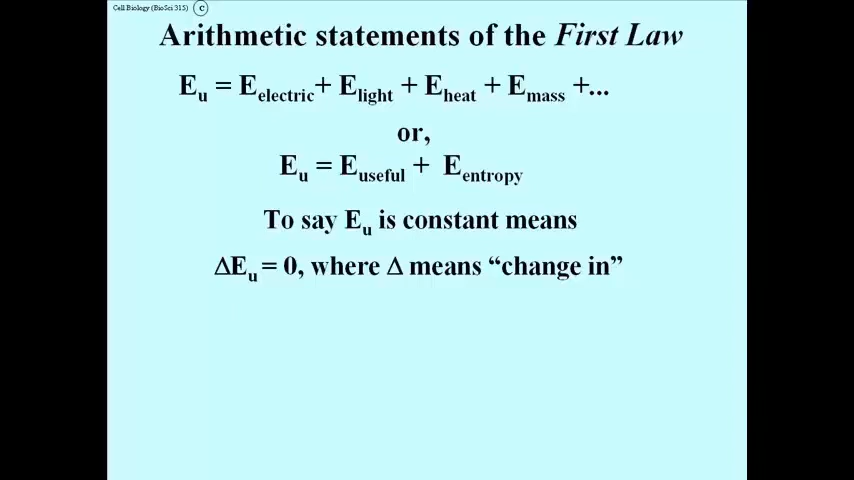 Cell Biology (BioSci 315) C
Arithmetic statements of the First Law
Eu = Eelectric+ Elight + Eheat + Emass +...
or,
Eu = Euseful + Eentropy
To say Eu is constant means
ΔEu = 0, where Δ means “change in”